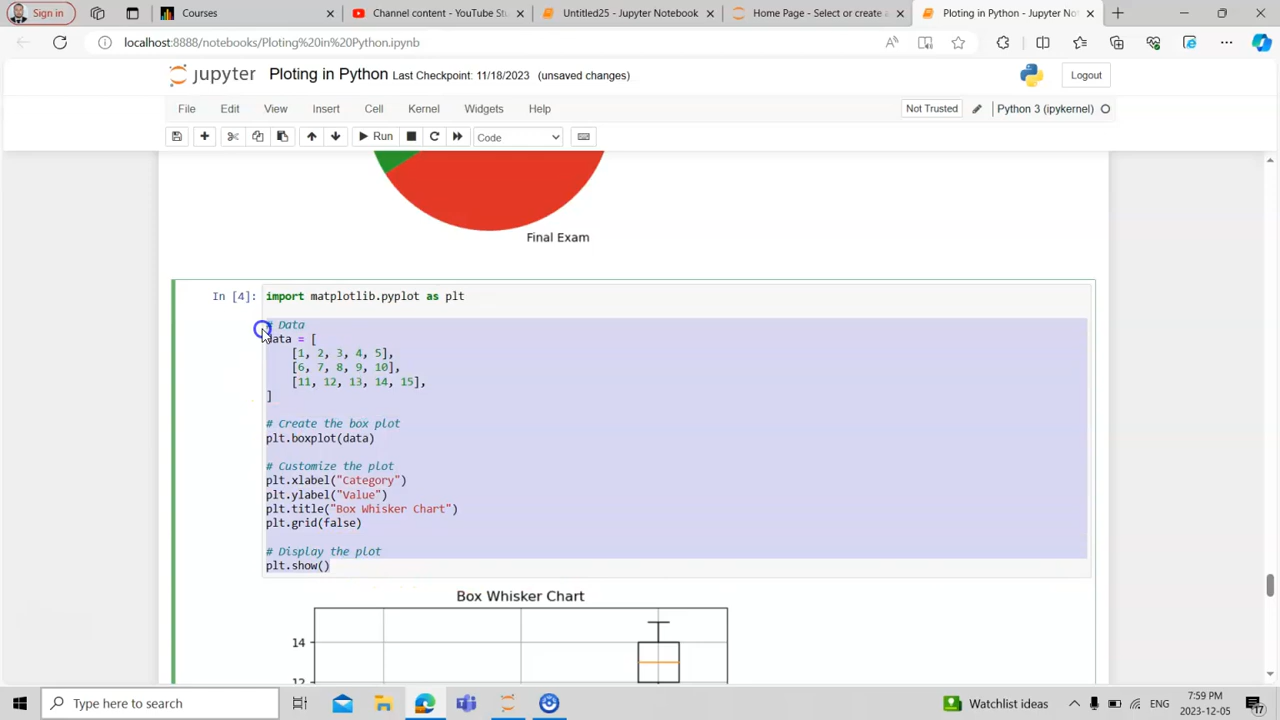 Sign in
Courses
Channel content - YouTube St
Untitled25 - Jupyter Notebook
Home Page - Select or create a
Ploting in Python - Jupyter No
localhost:8888/notebooks/Ploting%20in%20Python.ipynb
jupyter Ploting in Python Last Checkpoint: 11/18/2023 (unsaved changes)
Logout
File Edit View Insert Cell Kernel Widgets Help
Not Trusted
Python 3 (ipykernel)
Run
Code
Final Exam
In [4]: import matplotlib.pyplot as plt
# Data
data = [
[1, 2, 3, 4, 5],
[6, 7, 8, 9, 10],
[11, 12, 13, 14, 15],
]
# Create the box plot
plt.boxplot(data)
# Customize the plot
plt.xlabel("Category")
plt.ylabel("Value")
plt.title("Box Whisker Chart")
plt.grid(false)
# Display the plot
plt.show()
Box Whisker Chart
14
12
Type here to search
Watchlist ideas
ENG
7:59 PM
2023-12-05
17